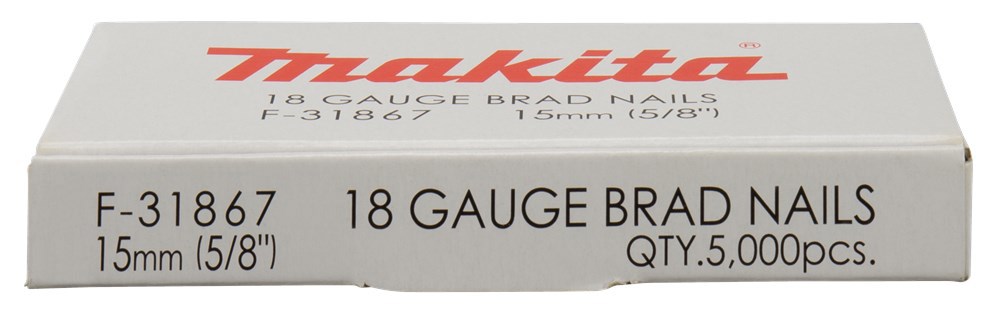 makita®
18 GAUGE BRAD NAILS
F-31867 15mm (5/8")
F-31867 18 GAUGE BRAD NAILS
15mm (5/8") QTY.5,000pcs.